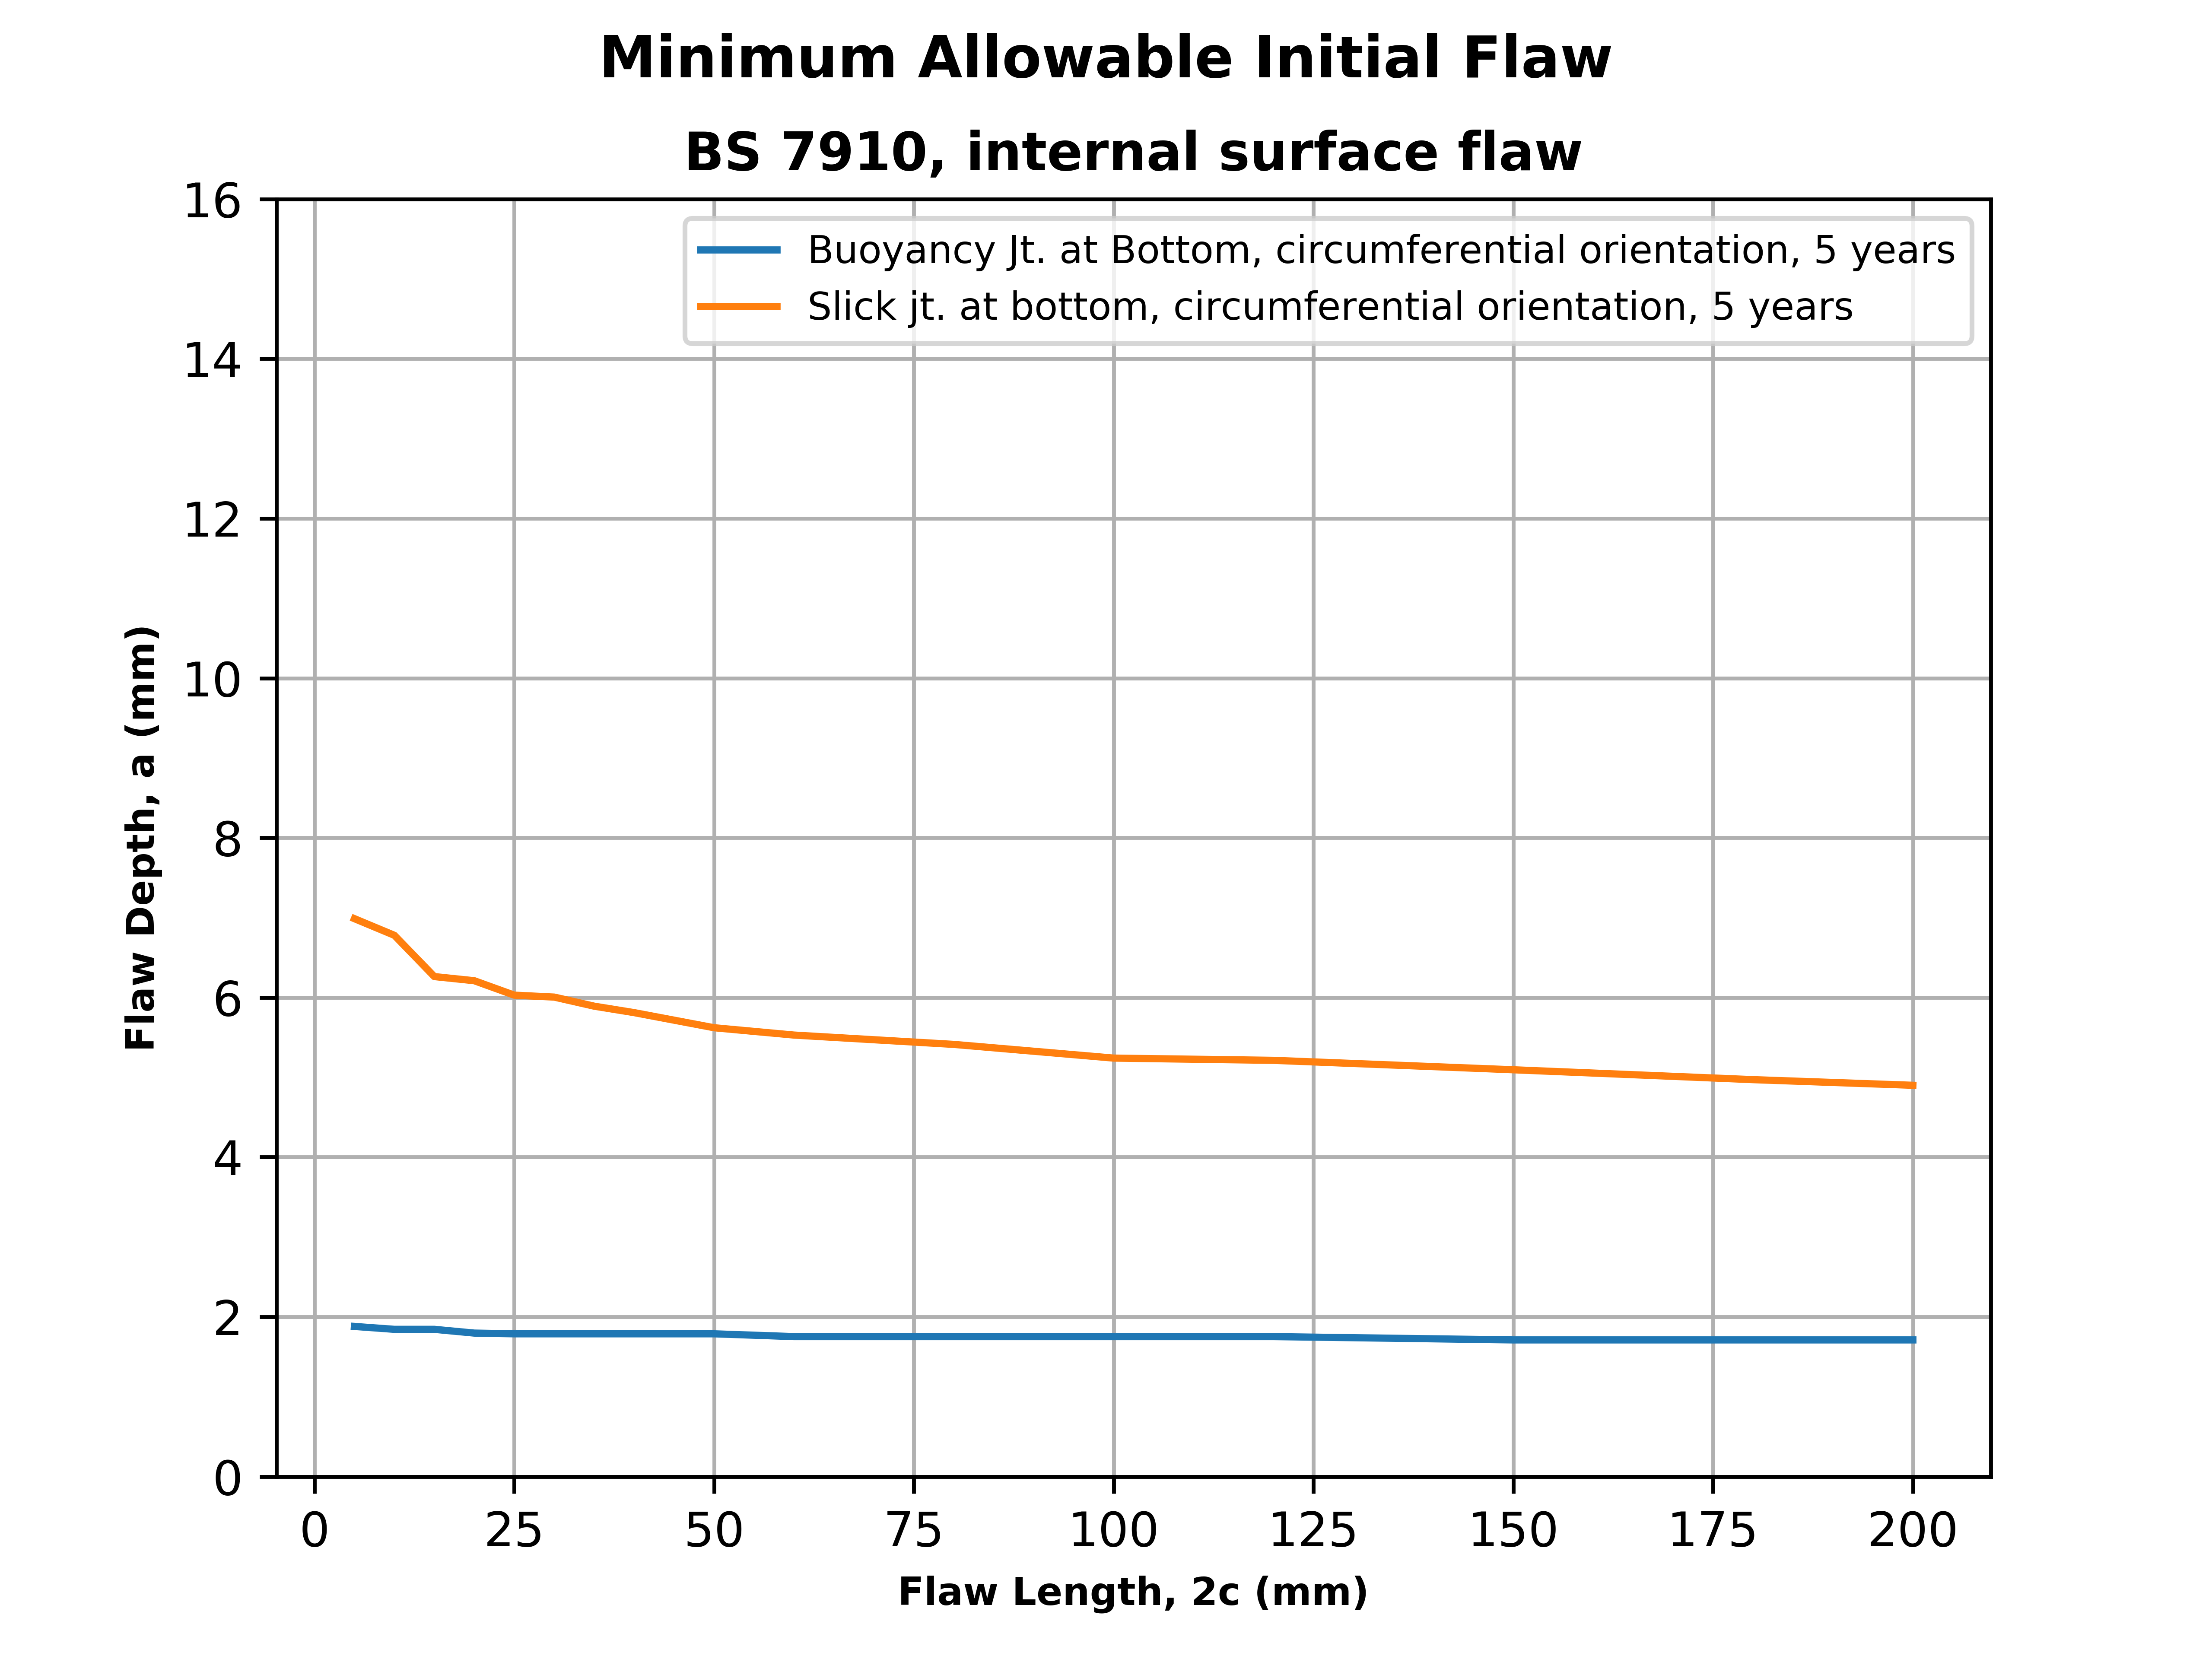 Minimum Allowable Initial Flaw
BS 7910, internal surface flaw
Buoyancy Jt. at Bottom, circumferential orientation, 5 years
Slick jt. at bottom, circumferential orientation, 5 years
16
14
12
10
8
6
4
2
0
Flaw Depth, a (mm)
0 25 50 75 100 125 150 175 200
Flaw Length, 2c (mm)